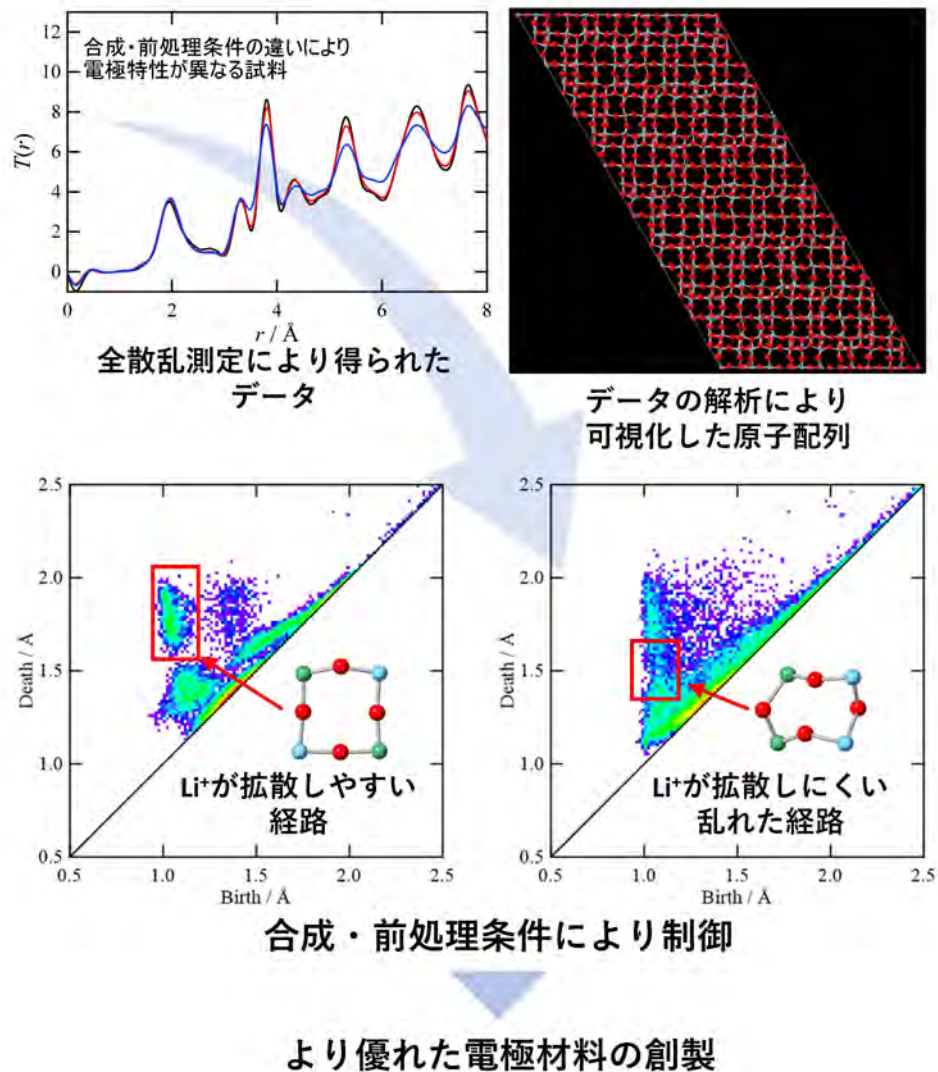 合成・前処理条件の違いにより
電極特性が異なる試料
12
10
8
6
4
2
0
T(r)
0 2 4 6 8
r / Å
全散乱測定により得られた
データ
データの解析により
可視化した原子配列
2.5
2.0
1.5
1.0
0.5
Death / Å
Li⁺が拡散しやすい
経路
0.5 1.0 1.5 2.0 2.5
Birth / Å
2.5
2.0
1.5
1.0
0.5
Death / Å
Li⁺が拡散しにくい
乱れた経路
0.5 1.0 1.5 2.0 2.5
Birth / Å
合成・前処理条件により制御
より優れた電極材料の創製